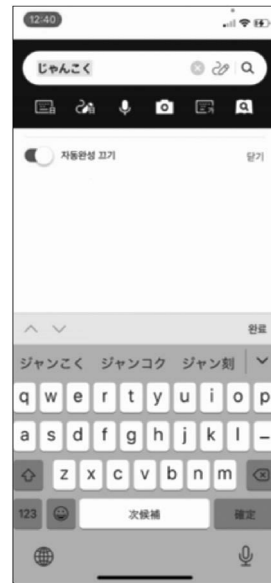 12:40
じゃんこく
자동완성 끄기 닫기
완료
ジャンこく ジャンコク ジャン刻
q w e r t y u i o p
a s d f g h j k l -
z x c v b n m
123 次候補 確定